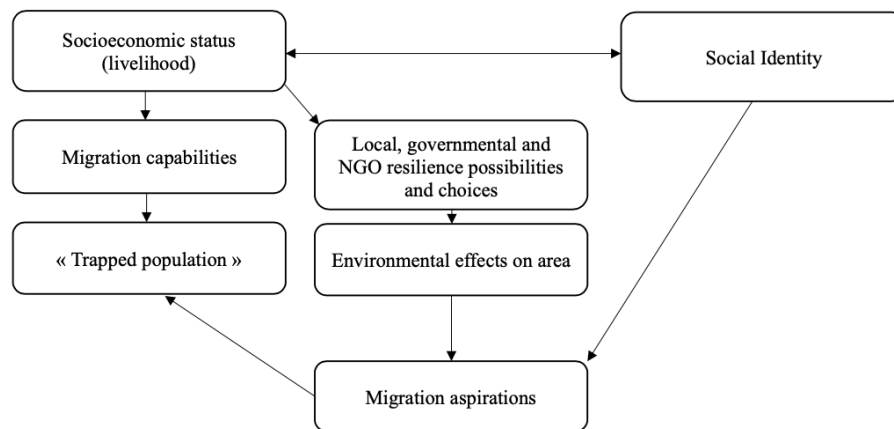 Socioeconomic status
(livelihood)
Social Identity
Migration capabilities
Local, governmental and
NGO resilience possibilities
and choices
« Trapped population »
Environmental effects on area
Migration aspirations